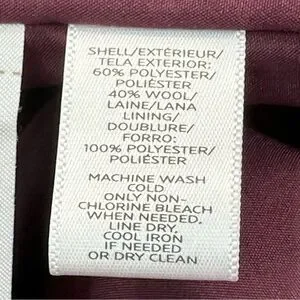 SHELL/EXTÉRIEUR/
TELA EXTERIOR:
60% POLYESTER/
POLIÉSTER
40% WOOL/
LAINE/LANA
LINING/
DOUBLURE/
FORRO:
100% POLYESTER/
POLIÉSTER
MACHINE WASH
COLD
ONLY NON-
CHLORINE BLEACH
WHEN NEEDED.
LINE DRY.
COOL IRON
IF NEEDED
OR DRY CLEAN